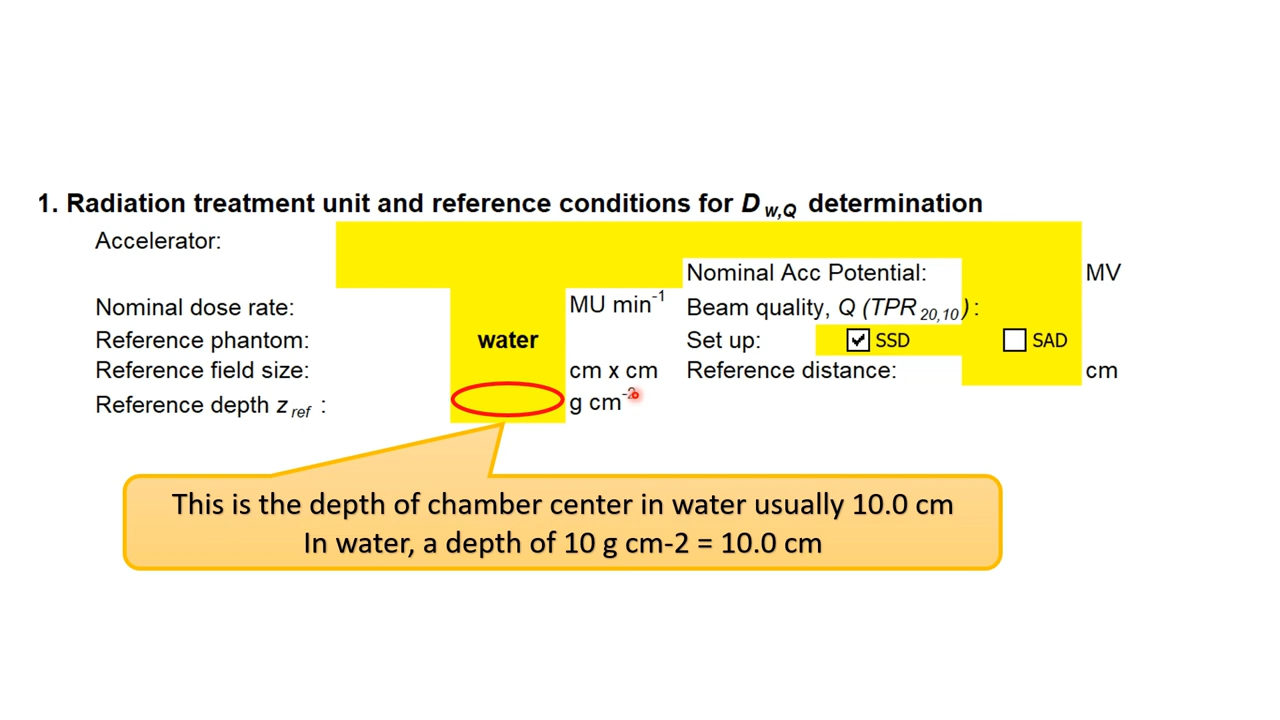 1. Radiation treatment unit and reference conditions for D w,Q determination
Accelerator:
Nominal Acc Potential: MV
Nominal dose rate: MU min-1 Beam quality, Q (TPR 20,10) :
Reference phantom: water Set up: SSD SAD
Reference field size: cm x cm Reference distance: cm
Reference depth z ref : g cm-2
This is the depth of chamber center in water usually 10.0 cm
In water, a depth of 10 g cm-2 = 10.0 cm